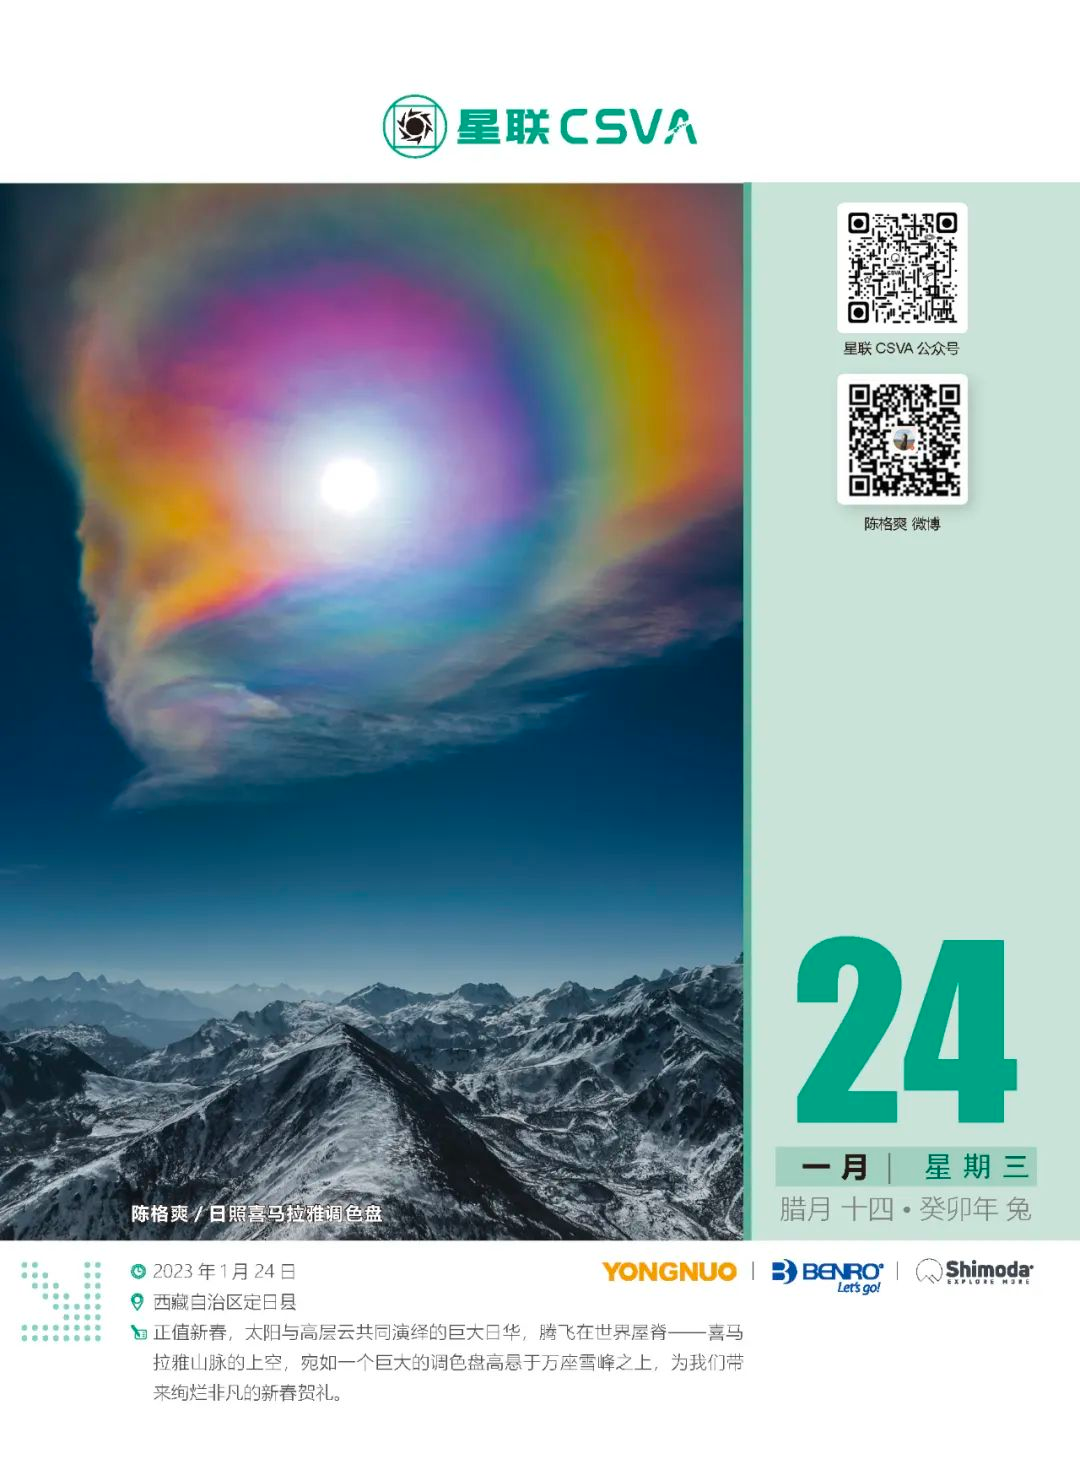 星联CSVA
星联 CSVA 公众号
陈格爽 微博
24
一月 | 星期三
腊月 十四·癸卯年 兔
陈格爽 / 日照喜马拉雅调色盘
2023 年 1 月 24 日
西藏自治区定日县
正值新春，太阳与高层云共同演绎的巨大日华，腾飞在世界屋脊——喜马
拉雅山脉的上空，宛如一个巨大的调色盘高悬于万座雪峰之上，为我们带
来绚烂非凡的新春贺礼。
YONGNUO | BENRO Let's go! | Shimoda EXPLORE MORE